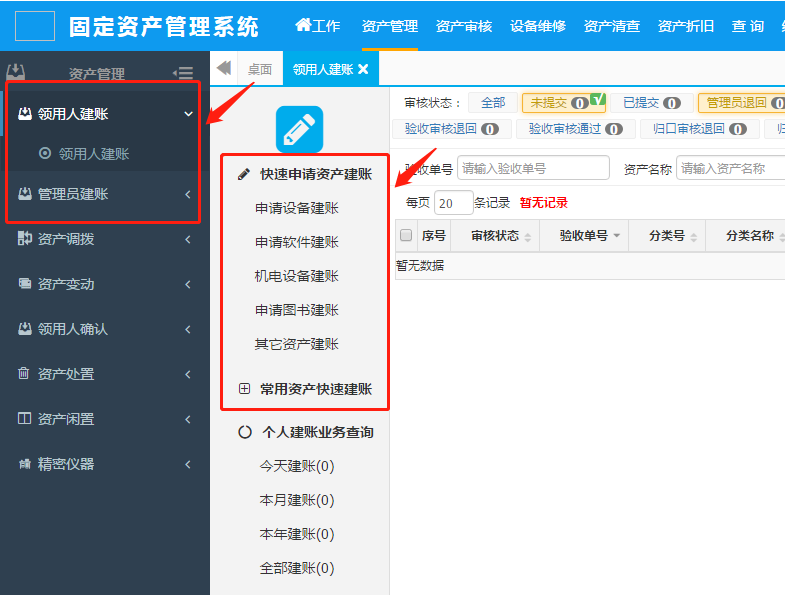 固定资产管理系统 工作 资产管理 资产审核 设备维修 资产清查 资产折旧 查 询
资产管理
领用人建账
领用人建账
管理员建账
资产调拨
资产变动
领用人确认
资产处置
资产闲置
精密仪器
桌面 领用人建账
快速申请资产建账
申请设备建账
申请软件建账
机电设备建账
申请图书建账
其它资产建账
常用资产快速建账
个人建账业务查询
今天建账(0)
本月建账(0)
本年建账(0)
全部建账(0)
审核状态： 全部 未提交 0 已提交 0 管理员退回 0
验收审核退回 0 验收审核通过 0 归口审核退回 0 归
验收单号 请输入验收单号 资产名称 请输入资产名称
每页 20 条记录 暂无记录
序号 审核状态 验收单号 分类号 分类名称
暂无数据